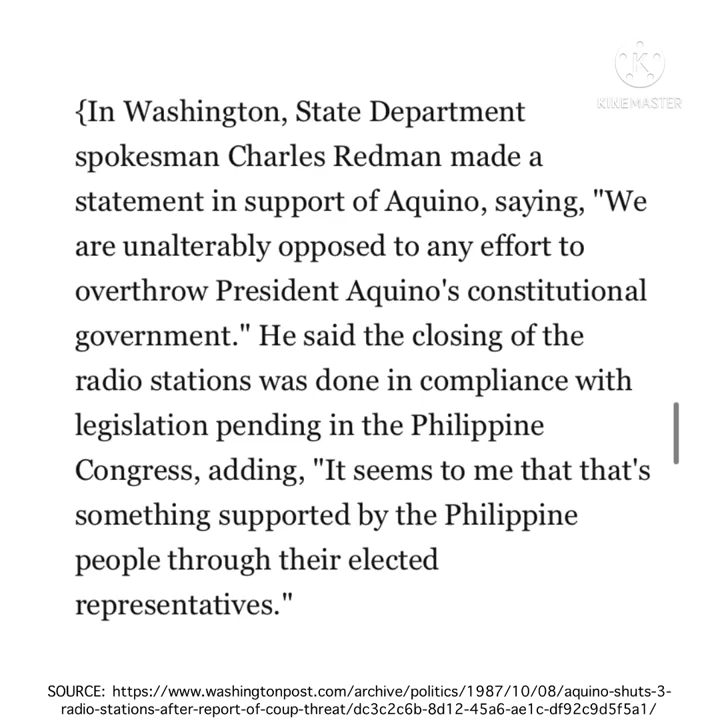 KINEMASTER
{In Washington, State Department
spokesman Charles Redman made a
statement in support of Aquino, saying, "We
are unalterably opposed to any effort to
overthrow President Aquino's constitutional
government." He said the closing of the
radio stations was done in compliance with
legislation pending in the Philippine
Congress, adding, "It seems to me that that's
something supported by the Philippine
people through their elected
representatives."
SOURCE: https://www.washingtonpost.com/archive/politics/1987/10/08/aquino-shuts-3-
radio-stations-after-report-of-coup-threat/dc3c2c6b-8d12-45a6-ae1c-df92c9d5f5a1/